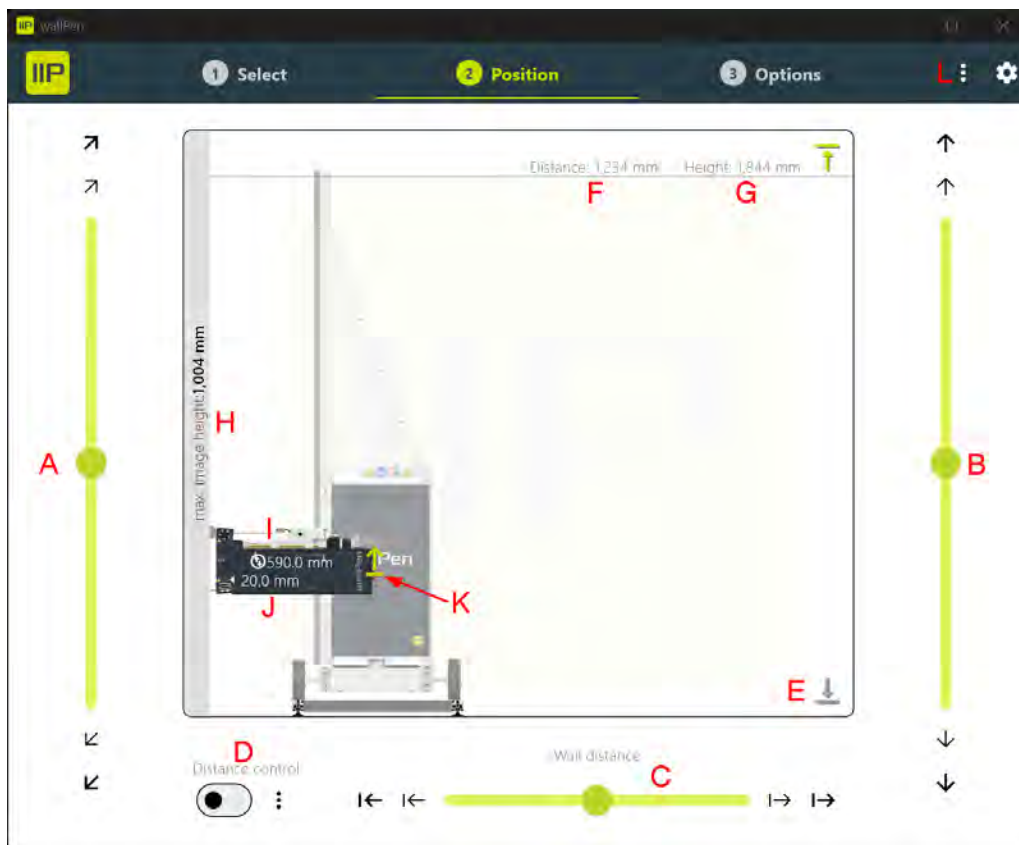 IIP wallPen
IIP
1 Select
2 Position
3 Options
L
Distance: 1,234 mm
Height: 1,844 mm
F
G
max. image height:1,004 mm
H
A
B
I
590.0 mm
Pen
20,0 mm
J
K
E
D
Distance control
Wall distance
C